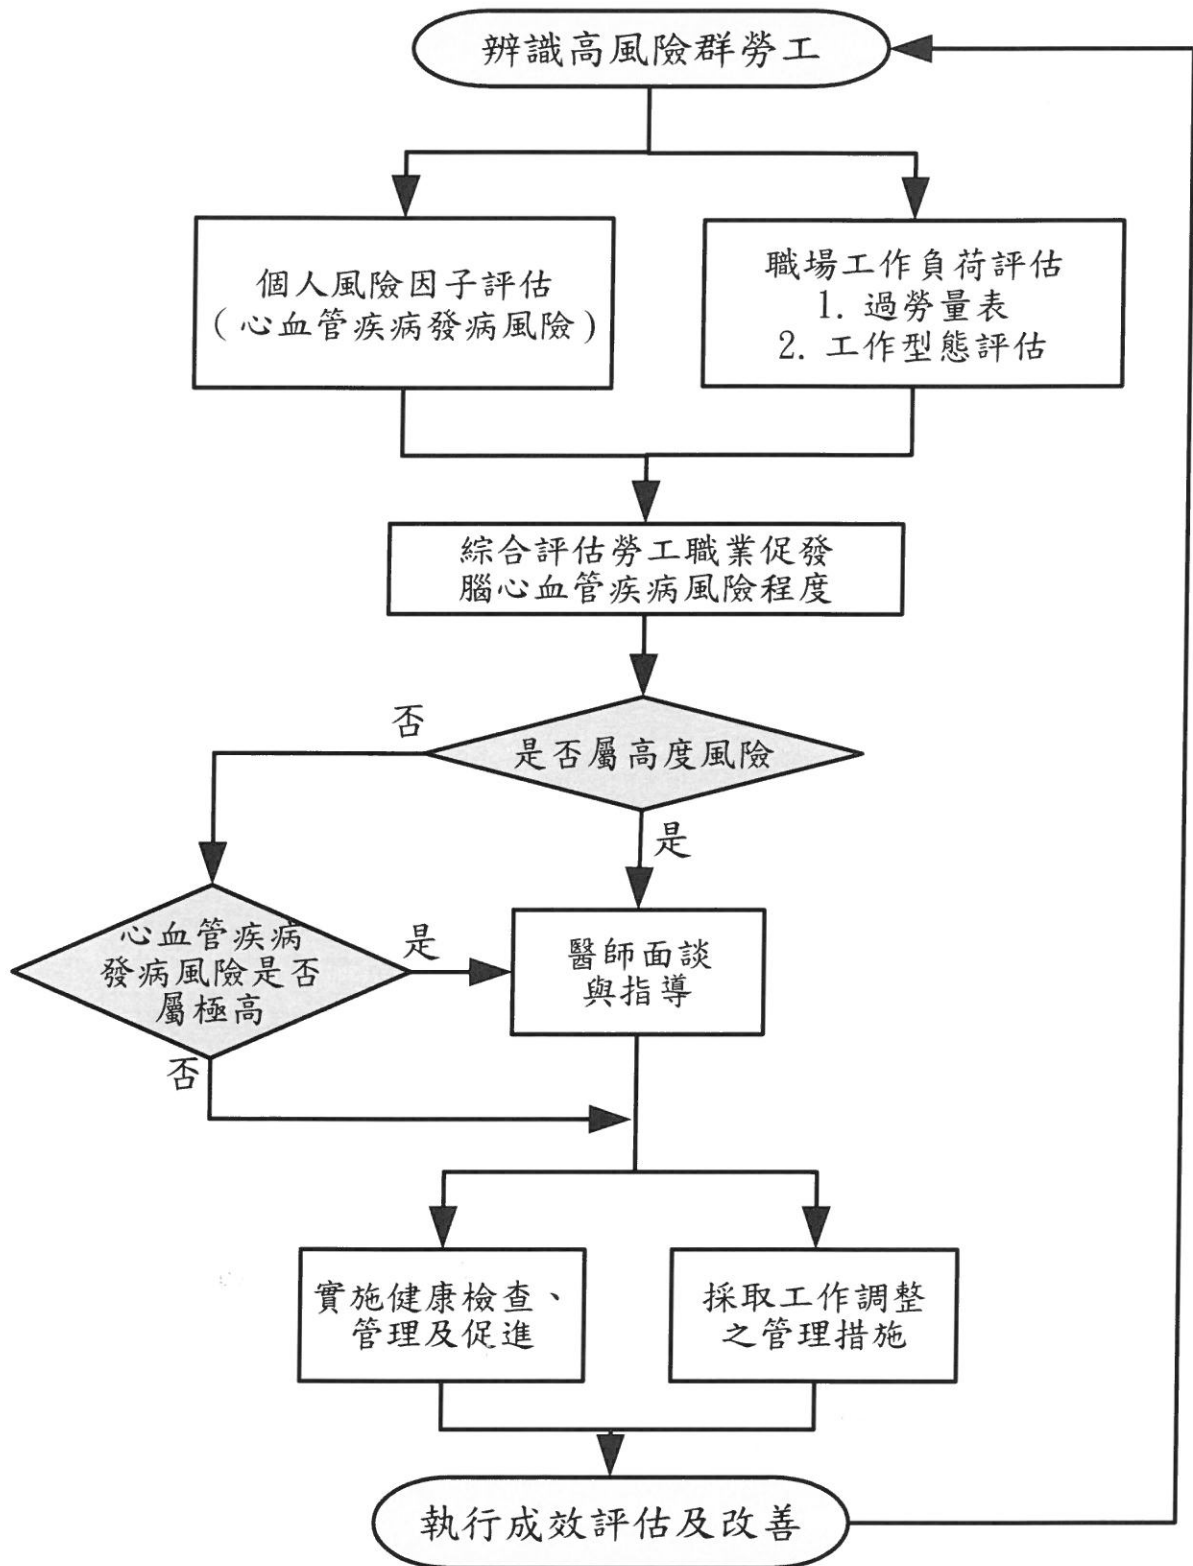 辨識高風險群勞工
個人風險因子評估
（心血管疾病發病風險）
職場工作負荷評估
1. 過勞量表
2. 工作型態評估
綜合評估勞工職業促發
腦心血管疾病風險程度
是否屬高度風險
否
是
心血管疾病
發病風險是否
屬極高
是
否
醫師面談
與指導
實施健康檢查、
管理及促進
採取工作調整
之管理措施
執行成效評估及改善